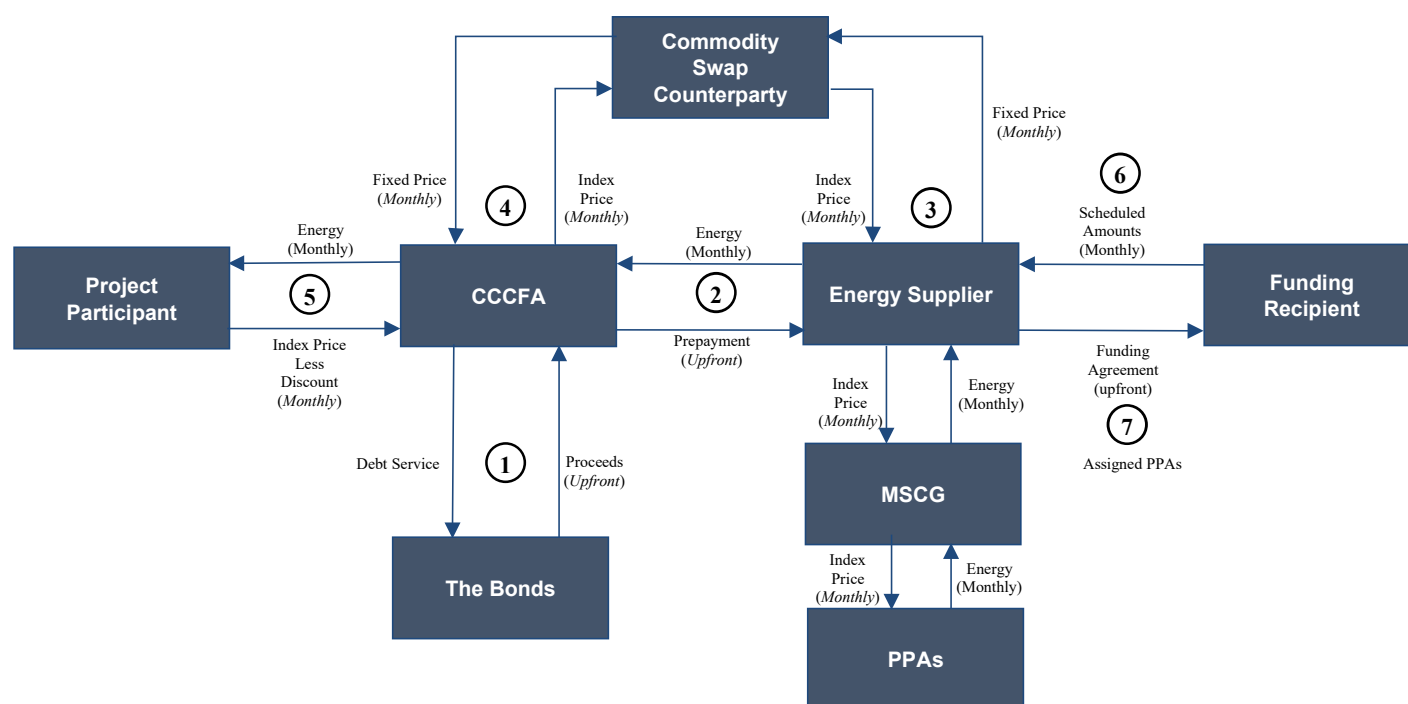 Commodity
Swap
Counterparty
Fixed Price
(Monthly)
4
Index
Price
(Monthly)
Index
Price
(Monthly)
3
Fixed Price
(Monthly)
6
Scheduled
Amounts
(Monthly)
Energy
(Monthly)
Energy
(Monthly)
Project
Participant
5
CCCFA
2
Energy Supplier
Funding
Recipient
Index Price
Less
Discount
(Monthly)
Prepayment
(Upfront)
Funding
Agreement
(upfront)
7
Assigned PPAs
Index
Price
(Monthly)
Energy
(Monthly)
Debt Service
1
Proceeds
(Upfront)
MSCG
The Bonds
Index
Price
(Monthly)
Energy
(Monthly)
PPAs